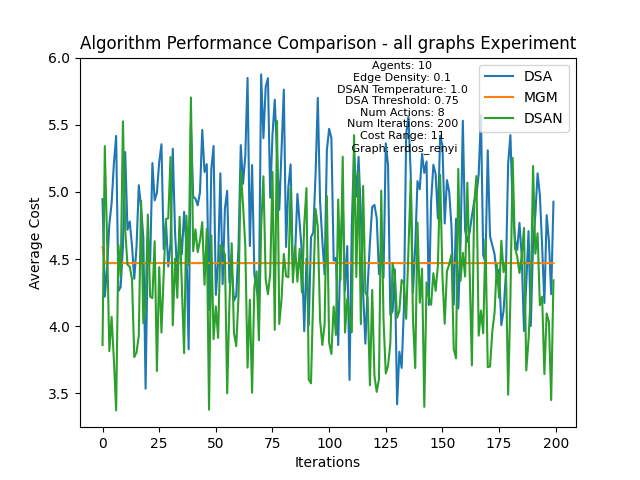 Algorithm Performance Comparison - all graphs Experiment
Agents: 10
Edge Density: 0.1
DSAN Temperature: 1.0
DSA Threshold: 0.75
Num Actions: 8
Num Iterations: 200
Cost Range: 11
Graph: erdos_renyi
DSA
MGM
DSAN
Average Cost
6.0
5.5
5.0
4.5
4.0
3.5
0
25
50
75
100
125
150
175
200
Iterations